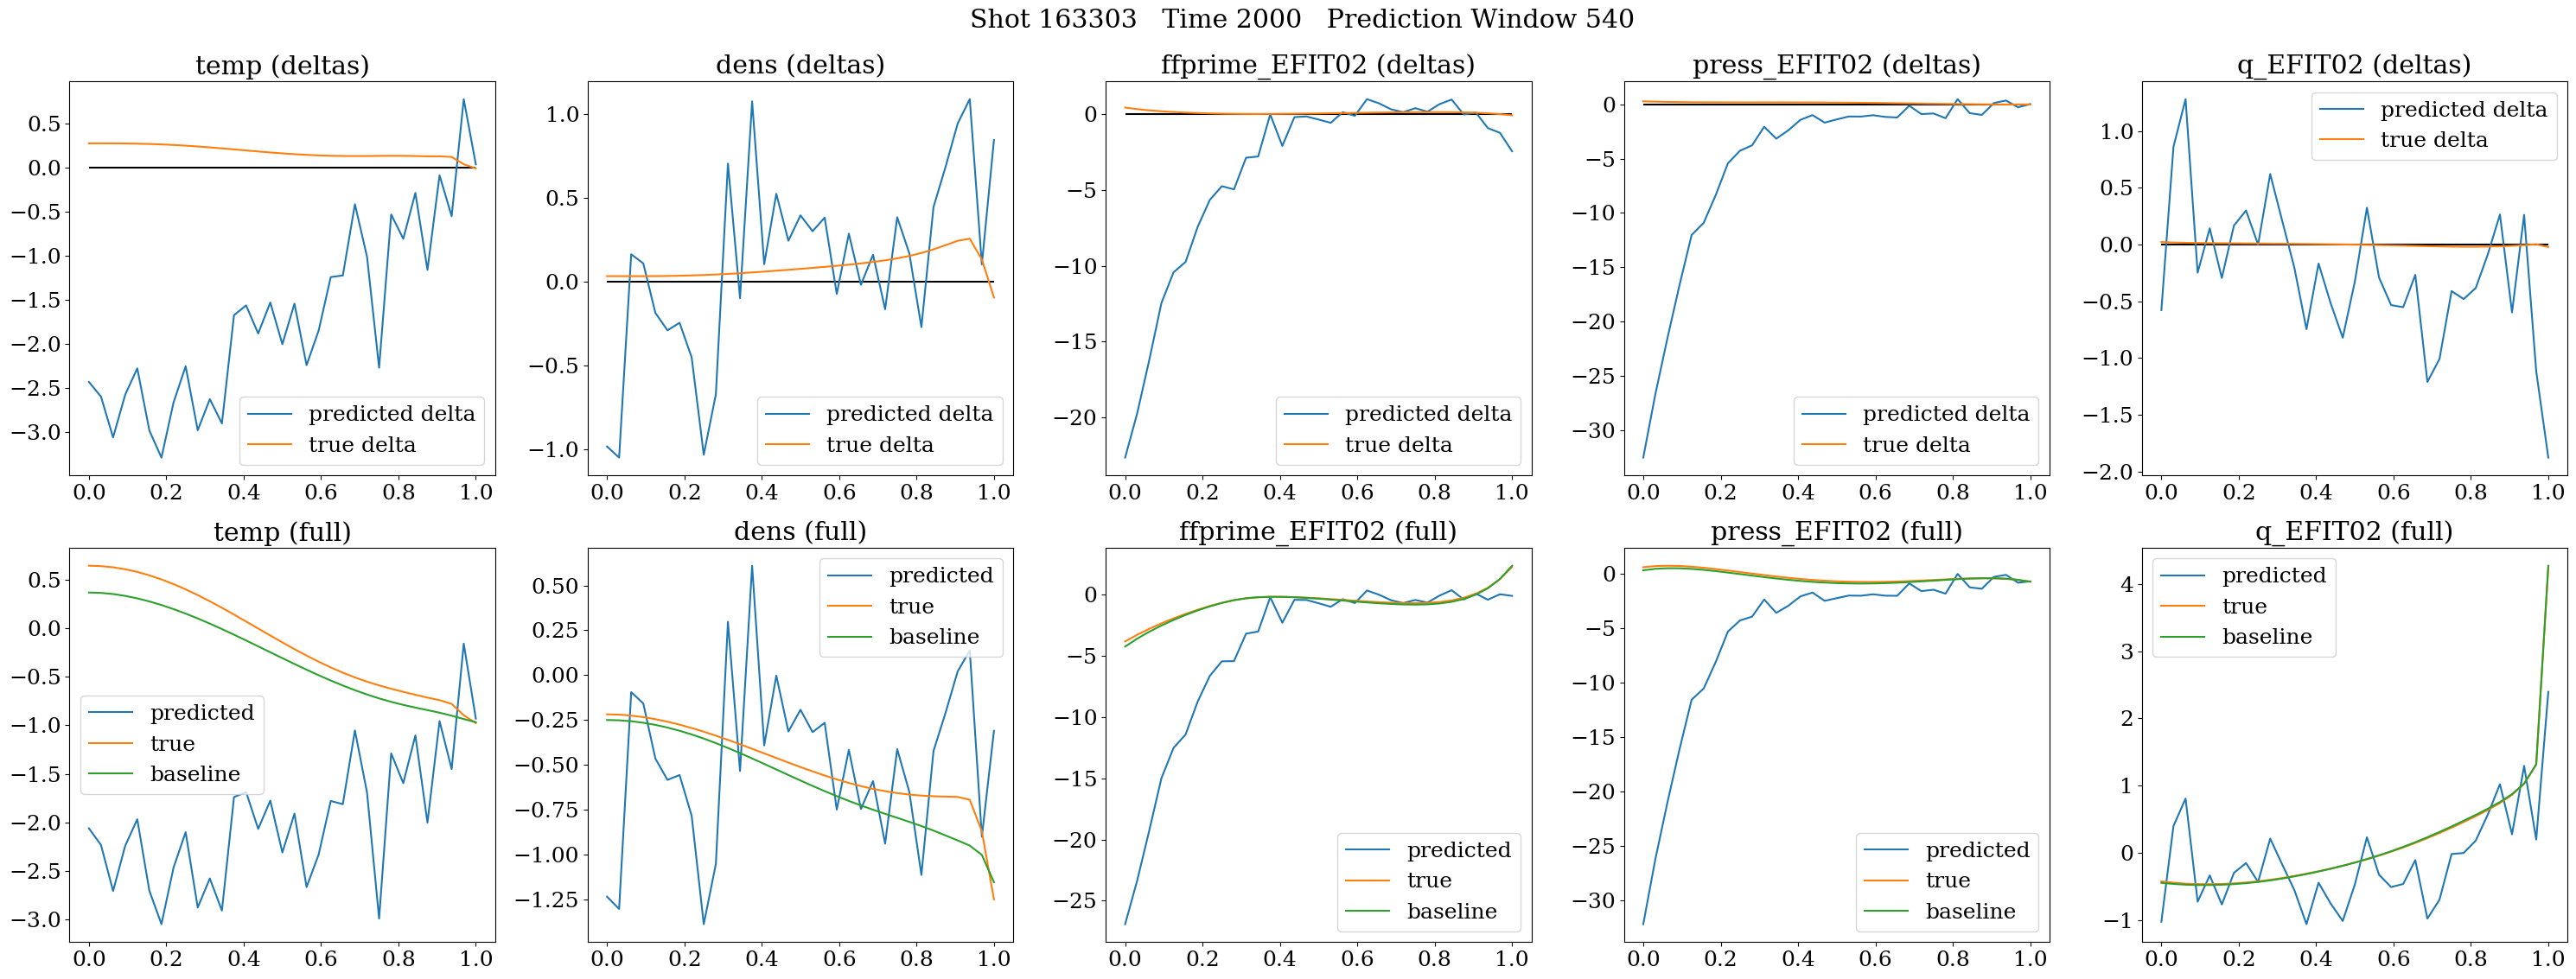 Shot 163303   Time 2000   Prediction Window 540
temp (deltas)
0.5
0.0
−0.5
−1.0
−1.5
−2.0
−2.5
−3.0
predicted delta
true delta
0.0 0.2 0.4 0.6 0.8 1.0
dens (deltas)
1.0
0.5
0.0
−0.5
−1.0
predicted delta
true delta
0.0 0.2 0.4 0.6 0.8 1.0
ffprime_EFIT02 (deltas)
0
−5
−10
−15
−20
predicted delta
true delta
0.0 0.2 0.4 0.6 0.8 1.0
press_EFIT02 (deltas)
0
−5
−10
−15
−20
−25
−30
predicted delta
true delta
0.0 0.2 0.4 0.6 0.8 1.0
q_EFIT02 (deltas)
predicted delta
true delta
1.0
0.5
0.0
−0.5
−1.0
−1.5
−2.0
0.0 0.2 0.4 0.6 0.8 1.0
temp (full)
0.5
0.0
−0.5
−1.0
−1.5
−2.0
−2.5
−3.0
predicted
true
baseline
0.0 0.2 0.4 0.6 0.8 1.0
dens (full)
predicted
true
baseline
0.50
0.25
0.00
−0.25
−0.50
−0.75
−1.00
−1.25
0.0 0.2 0.4 0.6 0.8 1.0
ffprime_EFIT02 (full)
0
−5
−10
−15
−20
−25
predicted
true
baseline
0.0 0.2 0.4 0.6 0.8 1.0
press_EFIT02 (full)
0
−5
−10
−15
−20
−25
−30
predicted
true
baseline
0.0 0.2 0.4 0.6 0.8 1.0
q_EFIT02 (full)
predicted
true
baseline
4
3
2
1
0
−1
0.0 0.2 0.4 0.6 0.8 1.0